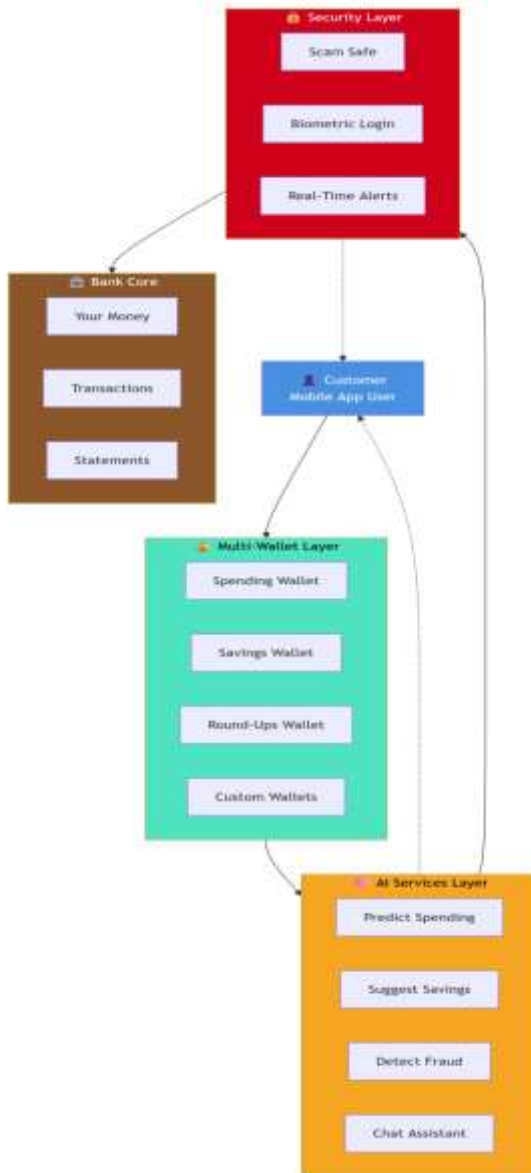 Security Layer
Scam Safe
Biometric Login
Real-Time Alerts
Bank Core
Your Money
Transactions
Statements
Customer
Mobile App User
Multi-Wallet Layer
Spending Wallet
Savings Wallet
Round-Ups Wallet
Custom Wallets
AI Services Layer
Predict Spending
Suggest Savings
Detect Fraud
Chat Assistant